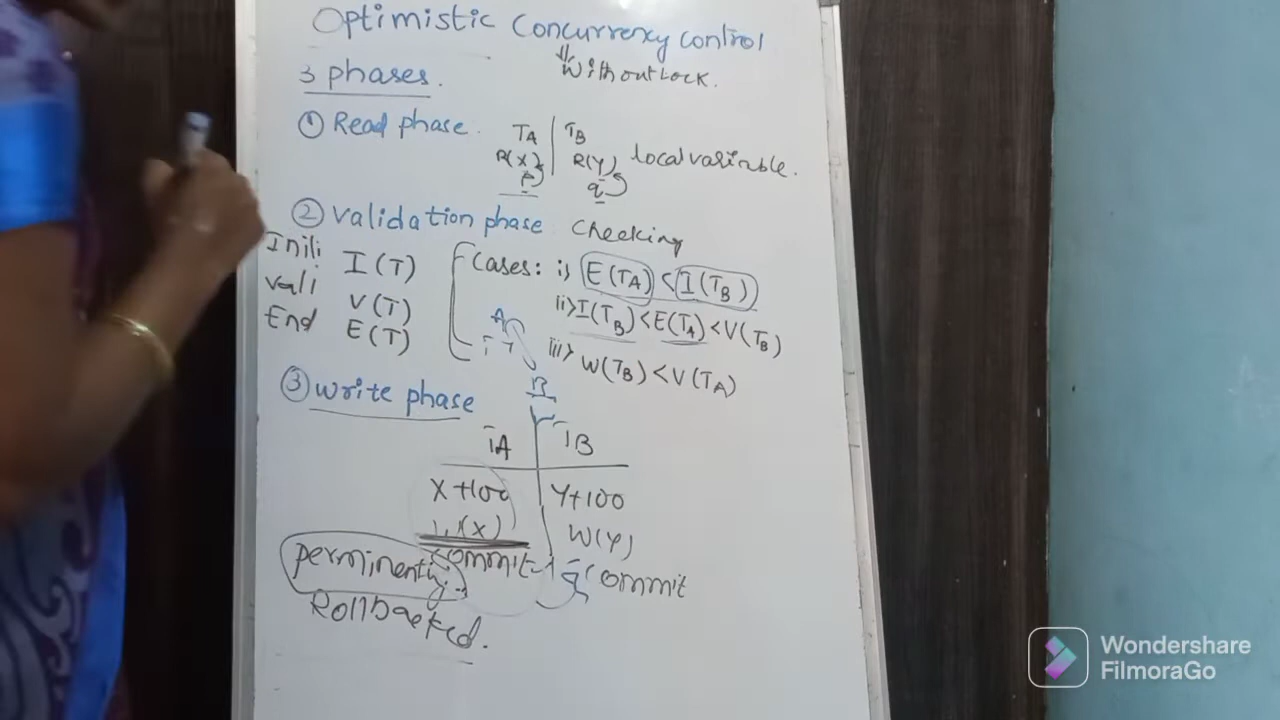 Optimistic Concurrency control
⇓
Without Lock.
3 phases.
① Read phase.
TA | TB
R(X) R(Y) local variable.
P q
② Validation phase checking
Inili I(T)
vali V(T)
End E(T)
Cases: i) E(TA) < I(TB)
ii) I(TB) < E(TA) < V(TB)
iii) W(TB) < V(TA)
A
B
③ write phase
TA TB
X+100 Y+100
W(X) W(Y)
commit commit
perminently
Rollbacked.
Wondershare
FilmoraGo